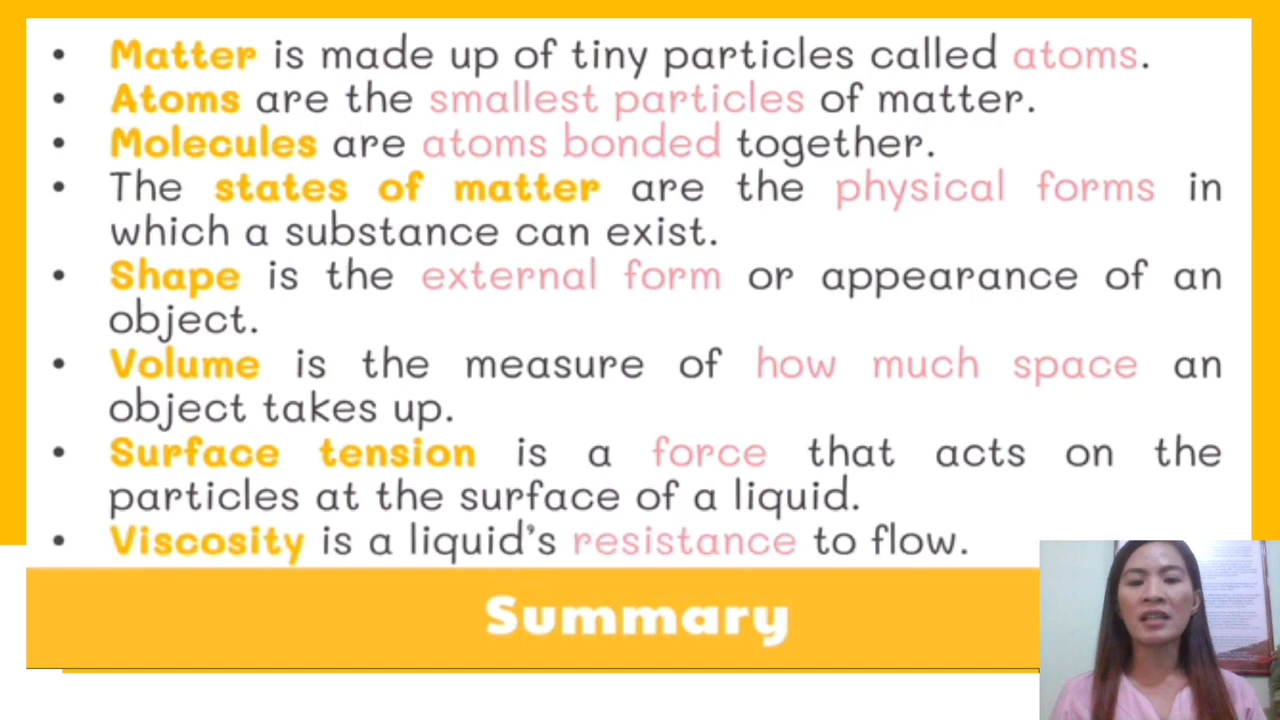 • Matter is made up of tiny particles called atoms.
• Atoms are the smallest particles of matter.
• Molecules are atoms bonded together.
• The states of matter are the physical forms in
which a substance can exist.
• Shape is the external form or appearance of an
object.
• Volume is the measure of how much space an
object takes up.
• Surface tension is a force that acts on the
particles at the surface of a liquid.
• Viscosity is a liquid's resistance to flow.
Summary